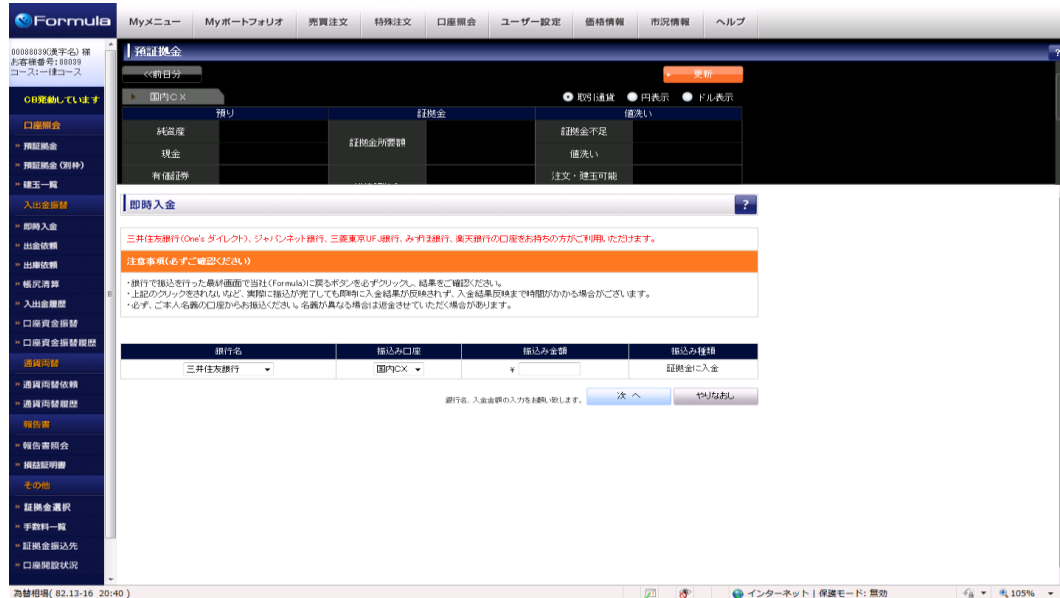 Formula
Myメニュー Myポートフォリオ 売買注文 特殊注文 口座照会 ユーザー設定 価格情報 市況情報 ヘルプ
00088039(漢字名) 様
お客様番号:88039
コース:一律コース
CB発動しています
口座照会
» 預証拠金
» 預証拠金 (別枠)
» 建玉一覧
入出金振替
» 即時入金
» 出金依頼
» 出庫依頼
» 帳尻清算
» 入出金履歴
» 口座資金振替
» 口座資金振替履歴
通貨両替
» 通貨両替依頼
» 通貨両替履歴
報告書
» 報告書照会
» 損益証明書
その他
» 証拠金選択
» 手数料一覧
» 証拠金振込先
» 口座開設状況
預証拠金 ?
<<前日分 更新
国内CX 取引通貨 円表示 ドル表示
預り 証拠金 値洗い
純資産 証拠金所要額 証拠金不足
現金 値洗い
有価証券 注文・建玉可能
即時入金 ?
三井住友銀行(One's ダイレクト)、ジャパンネット銀行、三菱東京UFJ銀行、みずほ銀行、楽天銀行の口座をお持ちの方がご利用いただけます。
注意事項(必ずご確認ください)
・銀行で振込を行った最終画面で当社(Formula)に戻るボタンを必ずクリックし、結果をご確認ください。
・上記のクリックをされないなど、実際に振込が完了しても即時に入金結果が反映されず、入金結果反映まで時間がかかる場合がございます。
・必ず、ご本人名義の口座からお振込ください。名義が異なる場合は返金させていただく場合が有ります。
銀行名 振込み口座 振込み金額 振込み種類
三井住友銀行 国内CX ¥ 証拠金に入金
銀行名、入金金額の入力をお願い致します。 次 へ やりなおし
為替相場( 82.13-16 20:40 ) インターネット | 保護モード: 無効 105%